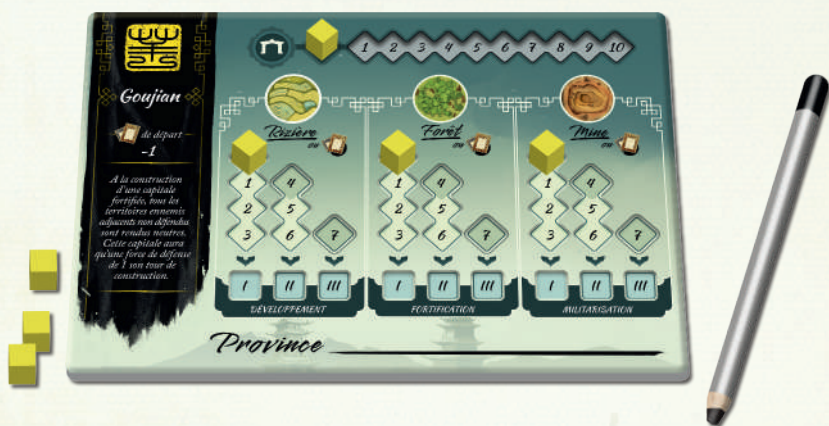 Goujian
de départ
-1
A la construction
d'une capitale
fortifiée, tous les
territoires ennemis
adjacents non défendus
sont rendus neutres.
Cette capitale aura
qu'une force de défense
de 1 son tour de
construction.
1 2 3 4 5 6 7 8 9 10
Rizière
ou
1 4
2 5
3 6 7
I II III
DÉVELOPPEMENT
Forêt
ou
1 4
2 5
3 6 7
I II III
FORTIFICATION
Mine
ou
1 4
2 5
3 6 7
I II III
MILITARISATION
Province